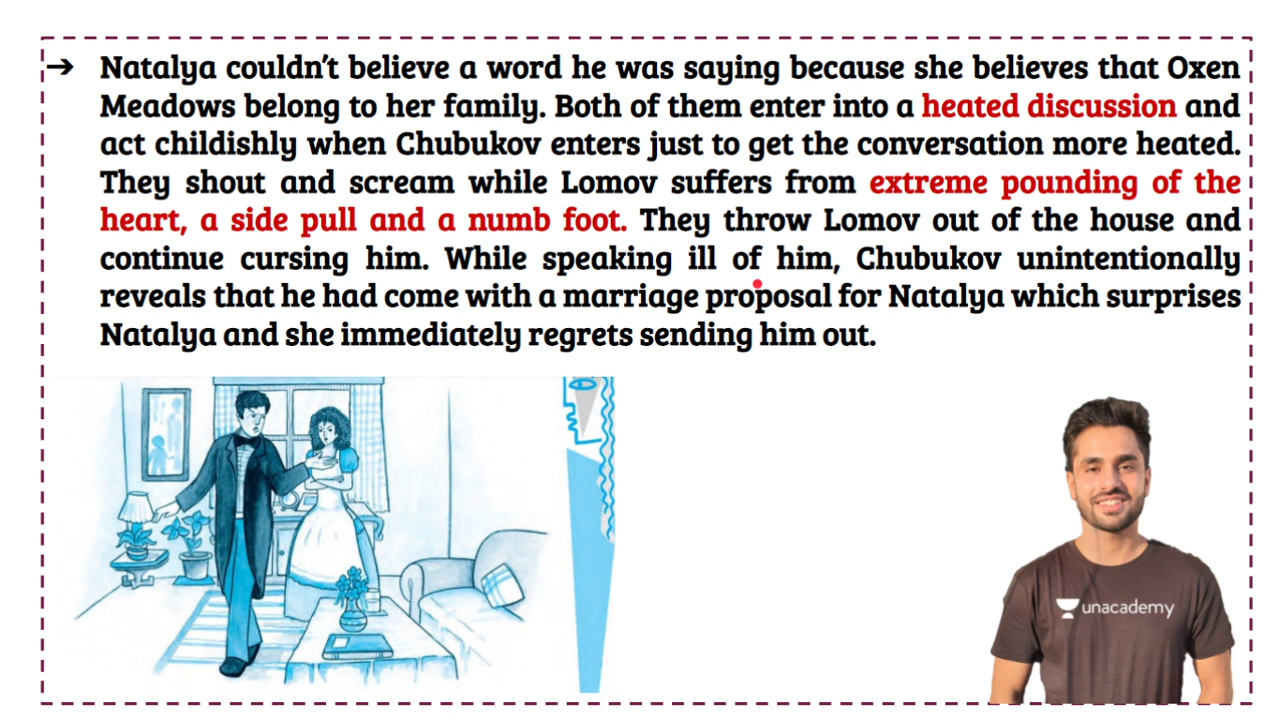 ➔ Natalya couldn't believe a word he was saying because she believes that Oxen
Meadows belong to her family. Both of them enter into a heated discussion and
act childishly when Chubukov enters just to get the conversation more heated.
They shout and scream while Lomov suffers from extreme pounding of the
heart, a side pull and a numb foot. They throw Lomov out of the house and
continue cursing him. While speaking ill of him, Chubukov unintentionally
reveals that he had come with a marriage proposal for Natalya which surprises
Natalya and she immediately regrets sending him out.
unacademy